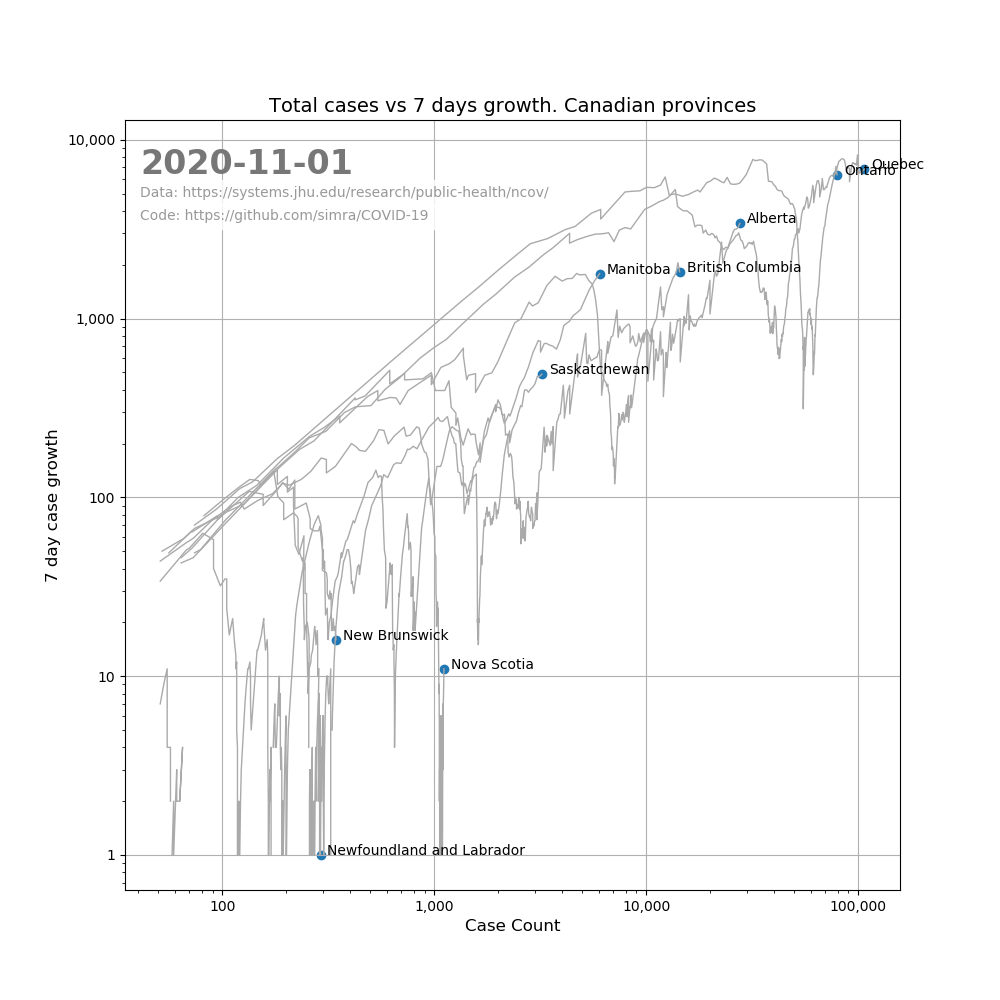 Total cases vs 7 days growth. Canadian provinces
2020-11-01
Data: https://systems.jhu.edu/research/public-health/ncov/
Code: https://github.com/simra/COVID-19
10,000
1,000
100
10
1
7 day case growth
Quebec
Ontario
Alberta
British Columbia
Manitoba
Saskatchewan
New Brunswick
Nova Scotia
Newfoundland and Labrador
100
1,000
10,000
100,000
Case Count